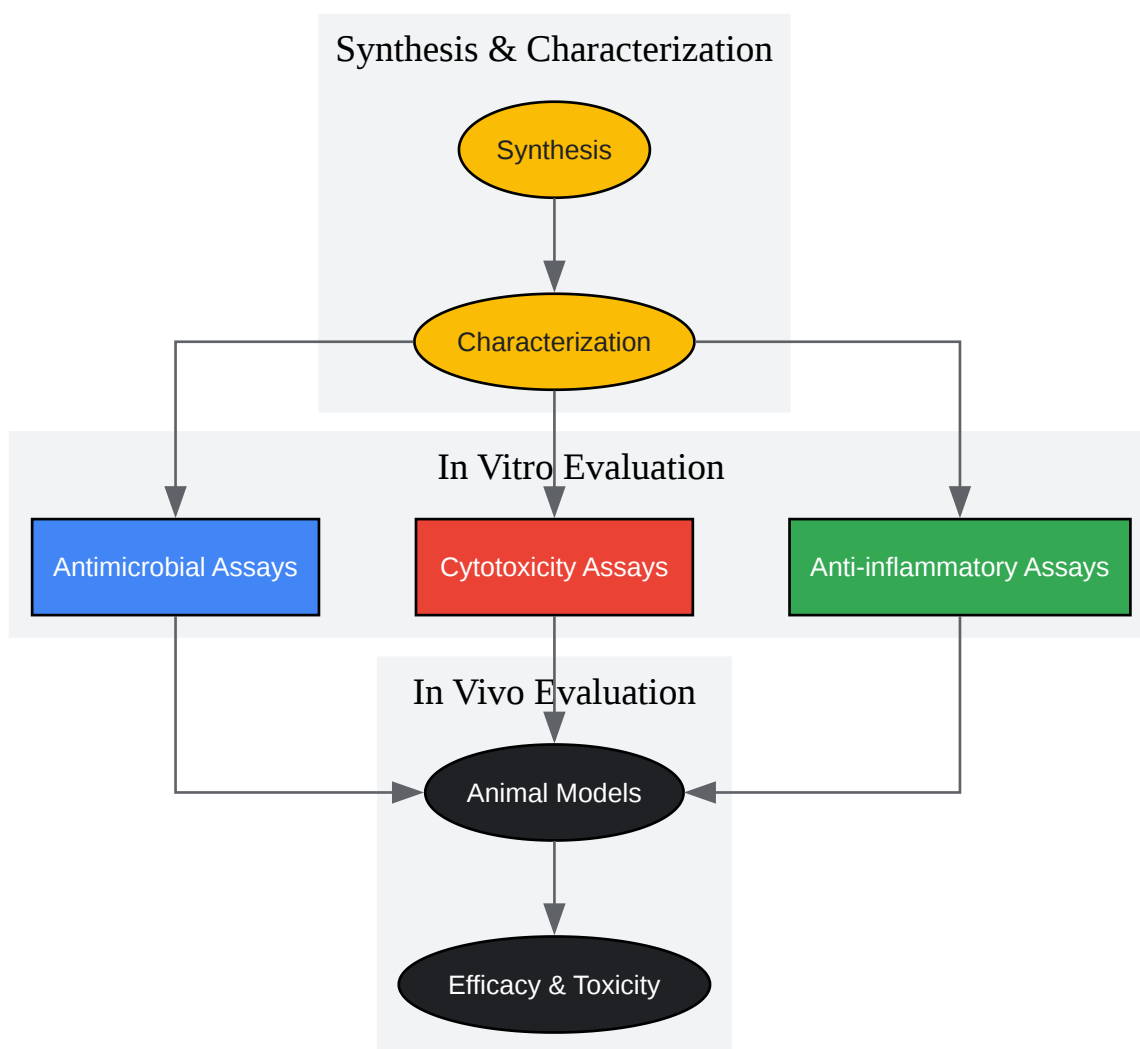 Synthesis & Characterization
Synthesis
Characterization
In Vitro Evaluation
Antimicrobial Assays
Cytotoxicity Assays
Anti-inflammatory Assays
In Vivo Evaluation
Animal Models
Efficacy & Toxicity